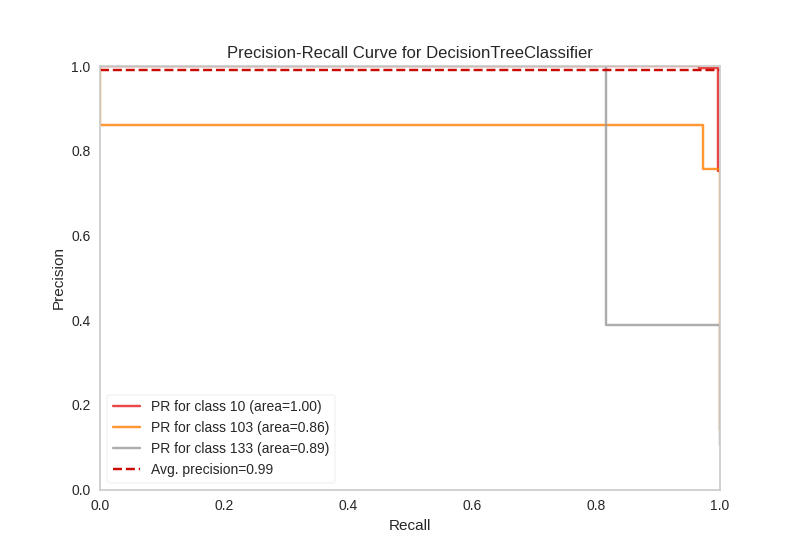 Precision-Recall Curve for DecisionTreeClassifier
1.0
0.8
0.6
0.4
0.2
0.0
Precision
PR for class 10 (area=1.00)
PR for class 103 (area=0.86)
PR for class 133 (area=0.89)
Avg. precision=0.99
0.0 0.2 0.4 0.6 0.8 1.0
Recall